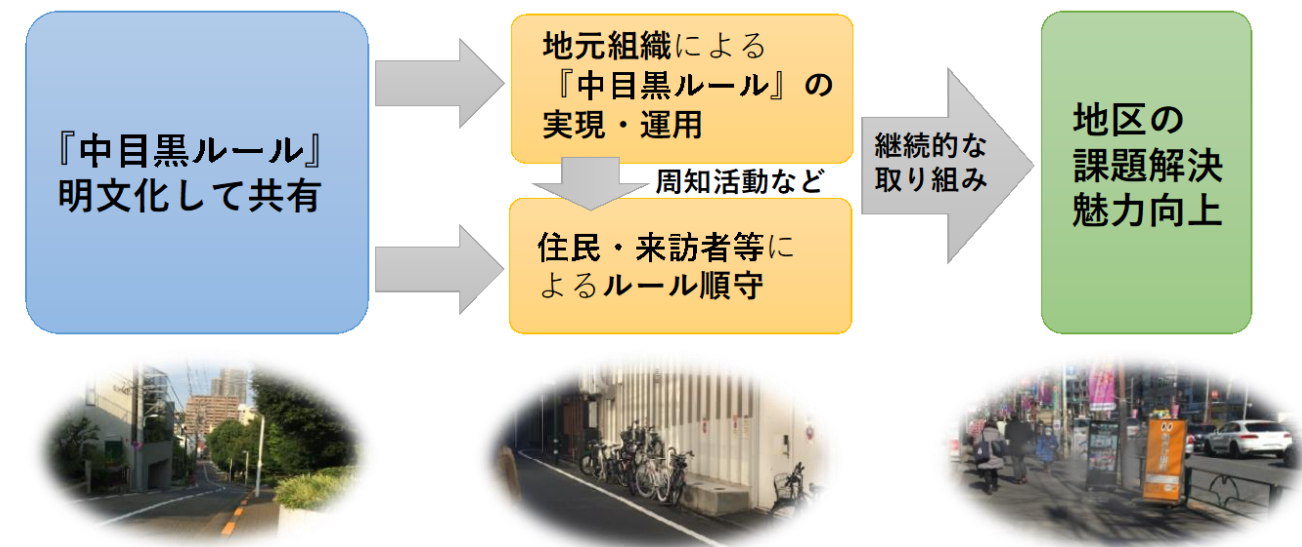 『中目黒ルール』
明文化して共有
地元組織による
『中目黒ルール』の
実現・運用
周知活動など
住民・来訪者等に
よるルール順守
継続的な
取り組み
地区の
課題解決
魅力向上